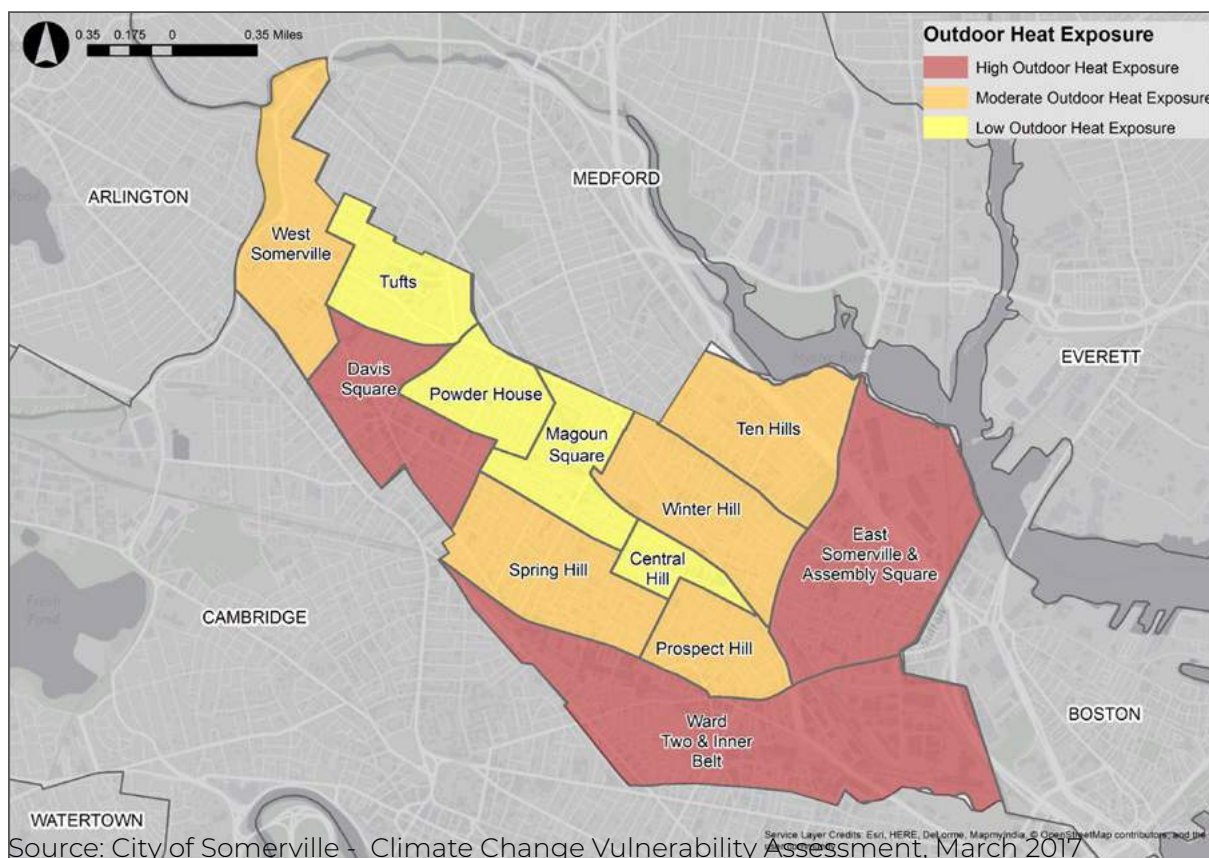 0.35 0.175 0 0.35 Miles
Outdoor Heat Exposure
High Outdoor Heat Exposure
Moderate Outdoor Heat Exposure
Low Outdoor Heat Exposure
ARLINGTON
MEDFORD
West
Somerville
Tufts
EVERETT
Davis
Square
Powder House
Magoun
Square
Ten Hills
Winter Hill
East
Somerville &
Assembly Square
Central
Hill
Spring Hill
CAMBRIDGE
Prospect Hill
Ward
Two & Inner
Belt
BOSTON
WATERTOWN
Service Layer Credits: Esri, HERE, DeLorme, MapmyIndia, © OpenStreetMap contributors, and the
Source: City of Somerville - Climate Change Vulnerability Assessment, March 2017